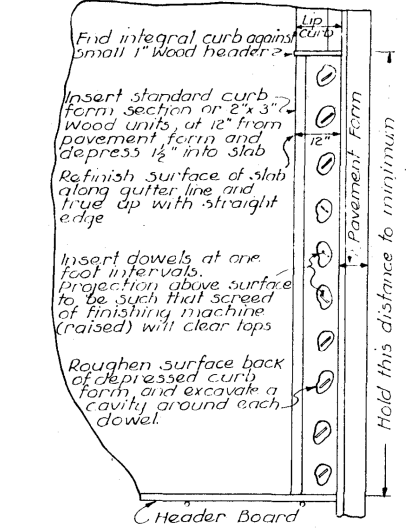 Lip
curb
End integral curb against
small 1" wood header
Insert standard curb
form section or 2"x 3"
wood units, at 12" from
pavement form and
depress 1½" into slab
12"
Refinish surface of slab
along gutter line and
true up with straight
edge
Pavement Form
Insert dowels at one
foot intervals.
Projection above surface
to be such that screed
of finishing machine
(raised) will clear tops
Hold this distance to minimum
Roughen surface back
of depressed curb
form and excavate a
cavity around each
dowel.
Header Board